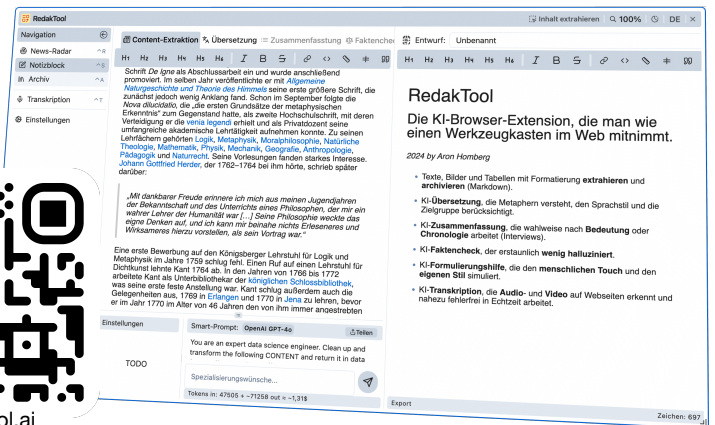 RedakTool
Inhalt extrahieren
100%
DE
Navigation
News-Radar ^R
Notizblock ^S
Archiv ^A
Transkription ^T
Einstellungen
Content-Extraktion Übersetzung Zusammenfasstung Faktenchec
H1 H2 H3 H4 H5 H6 I B S
Schrift De Igne als Abschlussarbeit ein und wurde anschließend
promoviert. Im selben Jahr veröffentlichte er mit Allgemeine
Naturgeschichte und Theorie des Himmels seine erste größere Schrift, die
zunächst jedoch wenig Anklang fand. Schon im September folgte die
Nova dilucidatio, die „die ersten Grundsätze der metaphysischen
Erkenntnis“ zum Gegenstand hatte, als zweite Hochschulschrift, mit deren
Verteidigung er die venia legendi erhielt und als Privatdozent seine
umfangreiche akademische Lehrtätigkeit aufnehmen konnte. Zu seinen
Lehrfächern gehörten Logik, Metaphysik, Moralphilosophie, Natürliche
Theologie, Mathematik, Physik, Mechanik, Geografie, Anthropologie,
Pädagogik und Naturrecht. Seine Vorlesungen fanden starkes Interesse.
Johann Gottfried Herder, der 1762–1764 bei ihm hörte, schrieb später
darüber:
„Mit dankbarer Freude erinnere ich mich aus meinen Jugendjahren
der Bekanntschaft und des Unterrichts eines Philosophen, der mir ein
wahrer Lehrer der Humanität war […] Seine Philosophie weckte das
eigne Denken auf, und ich kann mir beinahe nichts Erleseneres und
Wirksameres hierzu vorstellen, als sein Vortrag war.“
Eine erste Bewerbung auf den Königsberger Lehrstuhl für Logik und
Metaphysik im Jahre 1759 schlug fehl. Einen Ruf auf einen Lehrstuhl für
Dichtkunst lehnte Kant 1764 ab. In den Jahren von 1766 bis 1772
arbeitete Kant als Unterbibliothekar der königlichen Schlossbibliothek,
was seine erste feste Anstellung war. Kant schlug außerdem auch die
Gelegenheiten aus, 1769 in Erlangen und 1770 in Jena zu lehren, bevor
er im Jahr 1770 im Alter von 46 Jahren den von ihm immer angestrebten
Einstellungen
TODO
Smart-Prompt: OpenAI GPT-4o
Teilen
You are an expert data science engineer. Clean up and
transform the following CONTENT and return it in data
Spezialisierungswünsche...
Tokens in: 47505 + ~71258 out ≈ ~1,31$
Entwurf: Unbenannt
H1 H2 H3 H4 H5 H6 I B S
RedakTool
Die KI-Browser-Extension, die man wie
einen Werkzeugkasten im Web mitnimmt.
2024 by Aron Homberg
• Texte, Bilder und Tabellen mit Formatierung extrahieren und
archivieren (Markdown).
• KI-Übersetzung, die Metaphern versteht, den Sprachstil und die
Zielgruppe berücksichtigt.
• KI-Zusammenfassung, die wahlweise nach Bedeutung oder
Chronologie arbeitet (Interviews).
• KI-Faktencheck, der erstaunlich wenig halluziniert.
• KI-Formulierungshilfe, die den menschlichen Touch und den
eigenen Stil simuliert.
• KI-Transkription, die Audio- und Video auf Webseiten erkennt und
nahezu fehlerfrei in Echtzeit arbeitet.
Export
Zeichen: 697
ol.ai